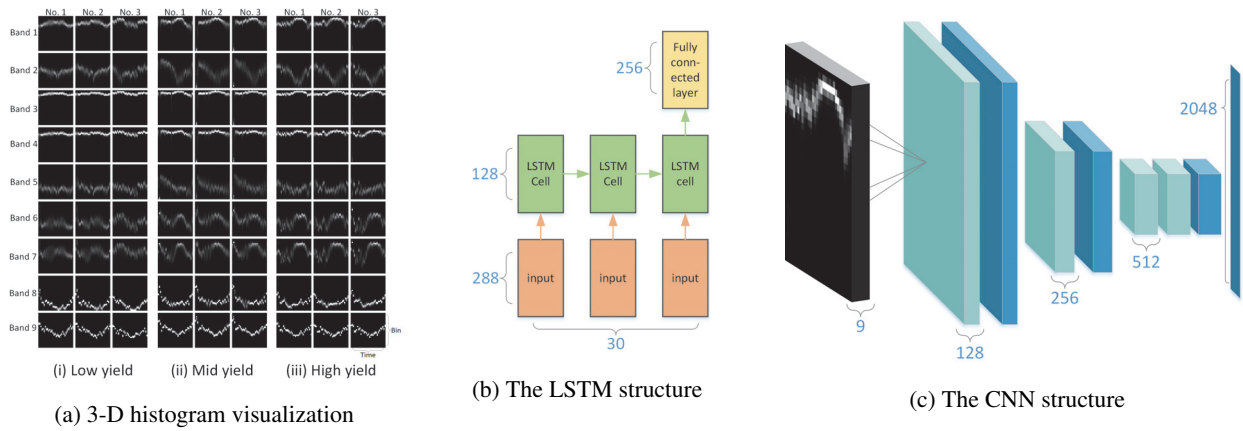 No. 1 No. 2 No. 3 No. 1 No. 2 No. 3 No. 1 No. 2 No. 3
Band 1
Band 2
Band 3
Band 4
Band 5
Band 6
Band 7
Band 8
Band 9
Bin
Time
(i) Low yield (ii) Mid yield (iii) High yield
(a) 3-D histogram visualization
256
Fully
conn-
ected
layer
128
LSTM
Cell
LSTM
Cell
LSTM
cell
288
input input input
30
(b) The LSTM structure
9
128
256
512
2048
(c) The CNN structure